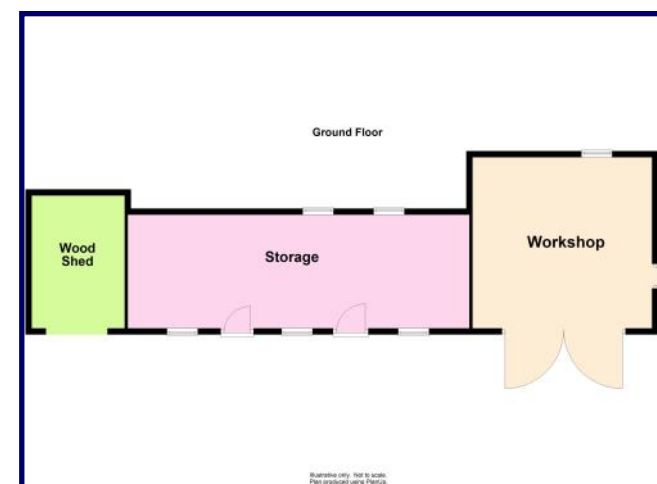 Ground Floor
Wood
Shed
Storage
Workshop
Illustrative only. Not to scale.
Plan produced using PlanUp.